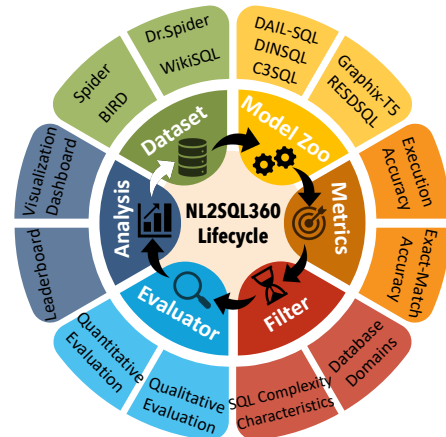 NL2SQL360
Lifecycle
Dataset
Spider
BIRD
Dr.Spider
WikiSQL
Model Zoo
DAIL-SQL
DINSQL
C3SQL
Graphix-T5
RESDSQL
Metrics
Execution
Accuracy
Exact-Match
Accuracy
Filter
Database
Domains
SQL Complexity
Characteristics
Evaluator
Qualitative
Evaluation
Quantitative
Evaluation
Analysis
Leaderboard
Visualization
Dashboard